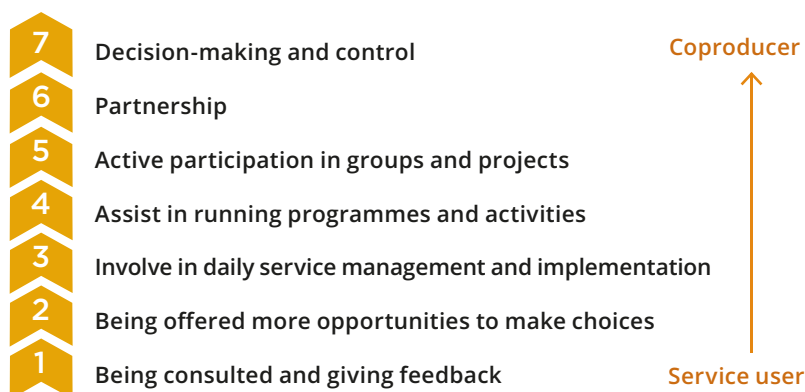 7 Decision-making and control Coproducer
6 Partnership
5 Active participation in groups and projects
4 Assist in running programmes and activities
3 Involve in daily service management and implementation
2 Being offered more opportunities to make choices
1 Being consulted and giving feedback Service user